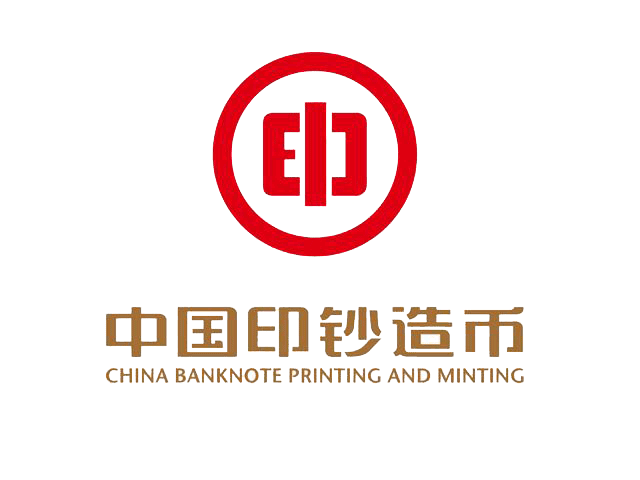 印
中国印钞造币
CHINA BANKNOTE PRINTING AND MINTING